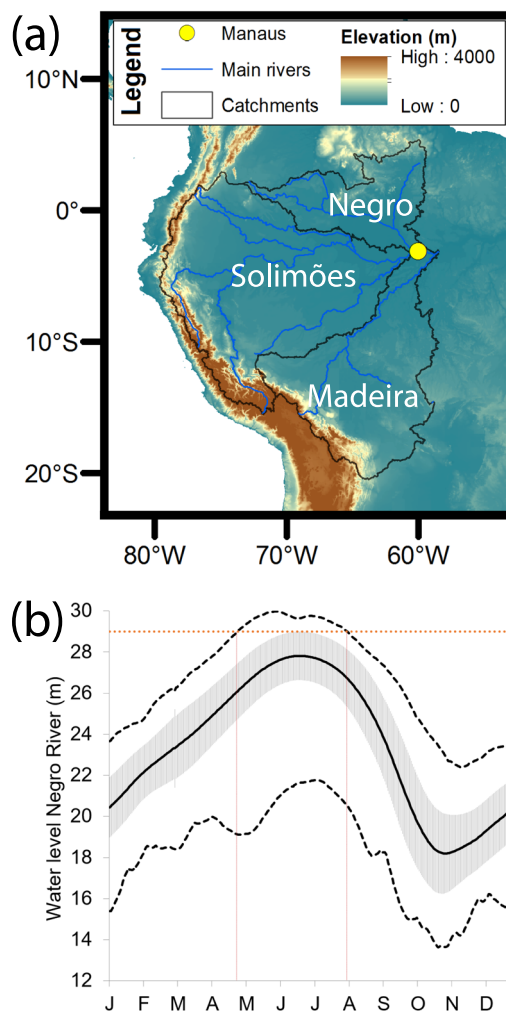 (a)
Legend
Manaus
Main rivers
Catchments
Elevation (m)
High : 4000
Low : 0
10°N
0°
10°S
20°S
Negro
Solimões
Madeira
80°W 70°W 60°W
(b)
Water level Negro River (m)
30
28
26
24
22
20
18
16
14
12
J F M A M J J A S O N D